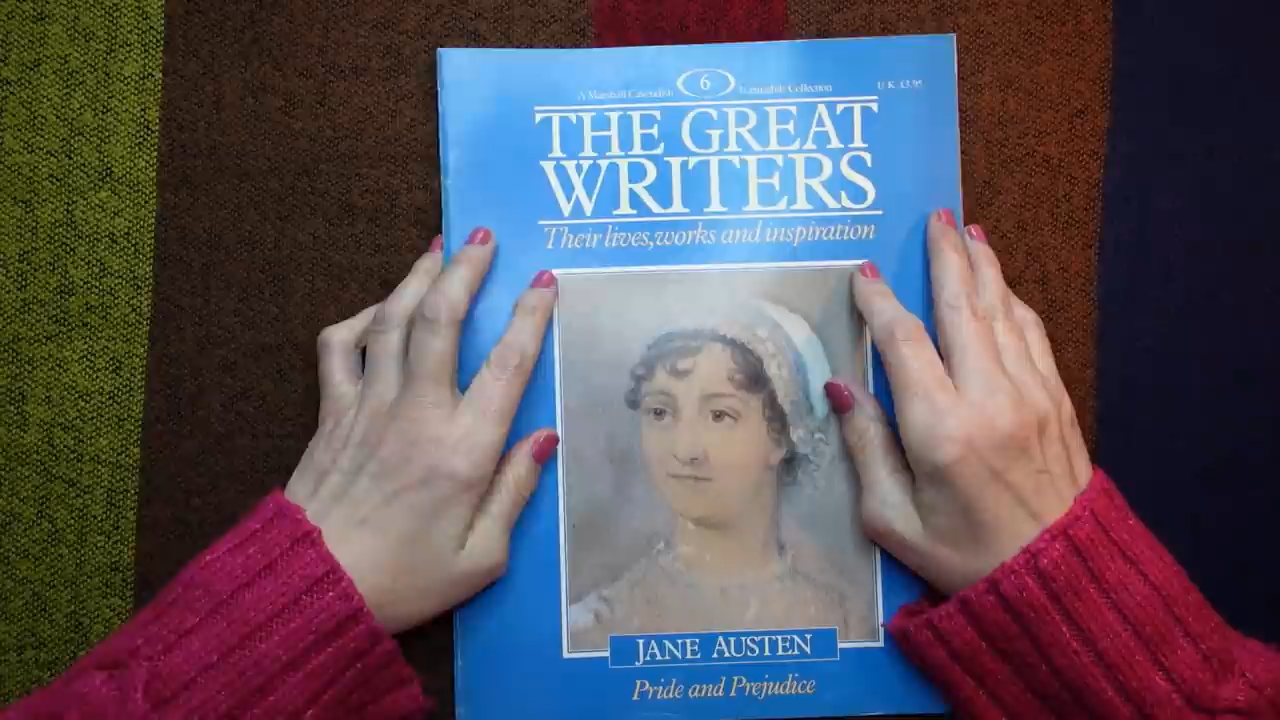 A Marshall Cavendish 6 Partwork Collection
U.K. £3.95
THE GREAT
WRITERS
Their lives, works and inspiration
JANE AUSTEN
Pride and Prejudice